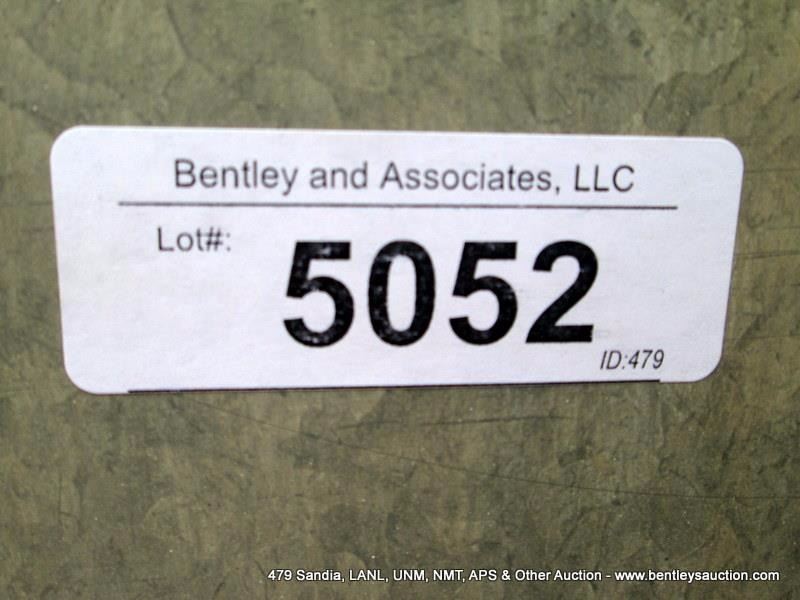 Bentley and Associates, LLC
Lot#:
5052
ID:479
479 Sandia, LANL, UNM, NMT, APS & Other Auction - www.bentleysauction.com